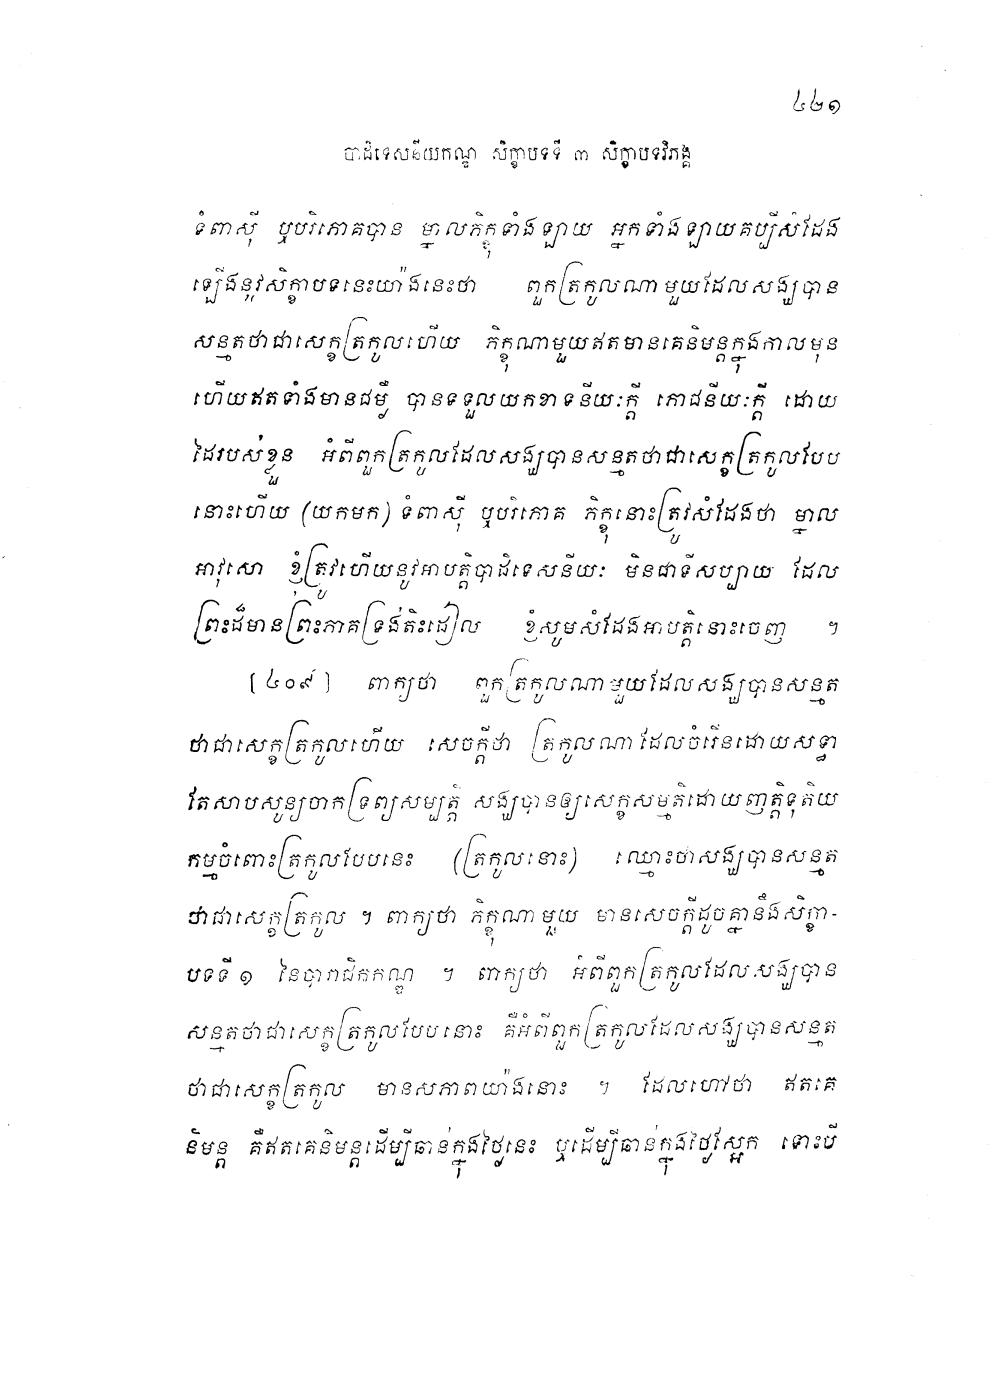 ៤២១
បាដិទេសនីយកណ្ឌ សិក្ខាបទទី ៣ សិក្ខាបទវិភង្គ
ទំពាស៊ី ឬបរិភោគបាន ម្នាលភិក្ខុទាំងឡាយ អ្នកទាំងឡាយគប្បីសំដែង
ឡើងនូវសិក្ខាបទនេះយ៉ាងនេះថា ពួកត្រកូលណាមួយដែលសង្ឃបាន
សន្មតថាជាសេក្ខត្រកូលហើយ ភិក្ខុណាមួយឥតមានគេនិមន្តក្នុងកាលមុន
ហើយឥតទាំងមានជម្ងឺ បានទទួលយកខាទនីយៈក្តី ភោជនីយៈក្តី ដោយ
ដៃរបស់ខ្លួន អំពីពួកត្រកូលដែលសង្ឃបានសន្មតថាជាសេក្ខត្រកូលបែប
នោះហើយ (យកមក) ទំពាស៊ី ឬបរិភោគ ភិក្ខុនោះត្រូវសំដែងថា ម្នាល
អាវុសោ ខ្ញុំត្រូវហើយនូវអាបត្តិបាដិទេសនីយៈ មិនជាទីសប្បាយ ដែល
ព្រះដ៏មានព្រះភាគទ្រង់តិះដៀល ខ្ញុំសូមសំដែងអាបត្តិនោះចេញ ។
[៤០៩] ពាក្យថា ពួកត្រកូលណាមួយដែលសង្ឃបានសន្មត
ថាជាសេក្ខត្រកូលហើយ សេចក្តីថា ត្រកូលណាដែលចំរើនដោយសទ្ធា
តែសាបសូន្យចាកទ្រព្យសម្បត្តិ សង្ឃបានឲ្យសេក្ខសម្មតិដោយញត្តិទុតិយ
កម្មចំពោះត្រកូលបែបនេះ (ត្រកូលនោះ) ឈ្មោះថាសង្ឃបានសន្មត
ថាជាសេក្ខត្រកូល ។ ពាក្យថា ភិក្ខុណាមួយ មានសេចក្តីដូចគ្នានឹងសិក្ខា-
បទទី ១ នៃបារាជិកកណ្ឌ ។ ពាក្យថា អំពីពួកត្រកូលដែលសង្ឃបាន
សន្មតថាជាសេក្ខត្រកូលបែបនោះ គឺអំពីពួកត្រកូលដែលសង្ឃបានសន្មត
ថាជាសេក្ខត្រកូល មានសភាពយ៉ាងនោះ ។ ដែលហៅថា ឥតគេ
និមន្ត គឺឥតគេនិមន្តដើម្បីឆាន់ក្នុងថ្ងៃនេះ ឬដើម្បីឆាន់ក្នុងថ្ងៃស្អែក ទោះបី